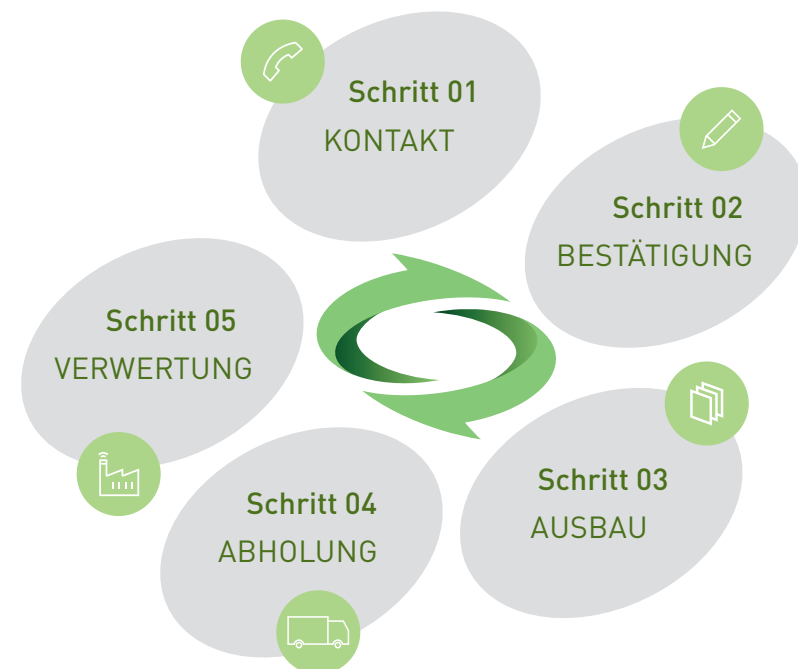 Schritt 01
KONTAKT
Schritt 02
BESTÄTIGUNG
Schritt 03
AUSBAU
Schritt 04
ABHOLUNG
Schritt 05
VERWERTUNG